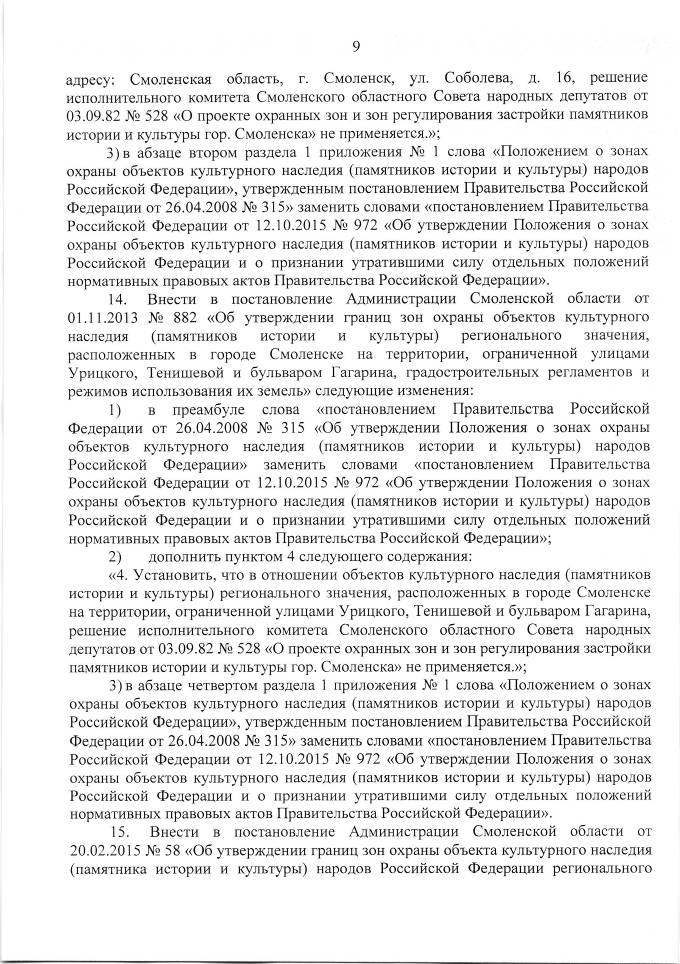 9
адресу: Смоленская область, г. Смоленск, ул. Соболева, д. 16, решение
исполнительного комитета Смоленского областного Совета народных депутатов от
03.09.82 № 528 «О проекте охранных зон и зон регулирования застройки памятников
истории и культуры гор. Смоленска» не применяется.»;
3) в абзаце втором раздела 1 приложения № 1 слова «Положением о зонах
охраны объектов культурного наследия (памятников истории и культуры) народов
Российской Федерации», утвержденным постановлением Правительства Российской
Федерации от 26.04.2008 № 315» заменить словами «постановлением Правительства
Российской Федерации от 12.10.2015 № 972 «Об утверждении Положения о зонах
охраны объектов культурного наследия (памятников истории и культуры) народов
Российской Федерации и о признании утратившими силу отдельных положений
нормативных правовых актов Правительства Российской Федерации».
14. Внести в постановление Администрации Смоленской области от
01.11.2013 № 882 «Об утверждении границ зон охраны объектов культурного
наследия (памятников истории и культуры) регионального значения,
расположенных в городе Смоленске на территории, ограниченной улицами
Урицкого, Тенишевой и бульваром Гагарина, градостроительных регламентов и
режимов использования их земель» следующие изменения:
1) в преамбуле слова «постановлением Правительства Российской
Федерации от 26.04.2008 № 315 «Об утверждении Положения о зонах охраны
объектов культурного наследия (памятников истории и культуры) народов
Российской Федерации» заменить словами «постановлением Правительства
Российской Федерации от 12.10.2015 № 972 «Об утверждении Положения о зонах
охраны объектов культурного наследия (памятников истории и культуры) народов
Российской Федерации и о признании утратившими силу отдельных положений
нормативных правовых актов Правительства Российской Федерации»;
2) дополнить пунктом 4 следующего содержания:
«4. Установить, что в отношении объектов культурного наследия (памятников
истории и культуры) регионального значения, расположенных в городе Смоленске
на территории, ограниченной улицами Урицкого, Тенишевой и бульваром Гагарина,
решение исполнительного комитета Смоленского областного Совета народных
депутатов от 03.09.82 № 528 «О проекте охранных зон и зон регулирования застройки
памятников истории и культуры гор. Смоленска» не применяется.»;
3) в абзаце четвертом раздела 1 приложения № 1 слова «Положением о зонах
охраны объектов культурного наследия (памятников истории и культуры) народов
Российской Федерации», утвержденным постановлением Правительства Российской
Федерации от 26.04.2008 № 315» заменить словами «постановлением Правительства
Российской Федерации от 12.10.2015 № 972 «Об утверждении Положения о зонах
охраны объектов культурного наследия (памятников истории и культуры) народов
Российской Федерации и о признании утратившими силу отдельных положений
нормативных правовых актов Правительства Российской Федерации».
15. Внести в постановление Администрации Смоленской области от
20.02.2015 № 58 «Об утверждении границ зон охраны объекта культурного наследия
(памятника истории и культуры) народов Российской Федерации регионального